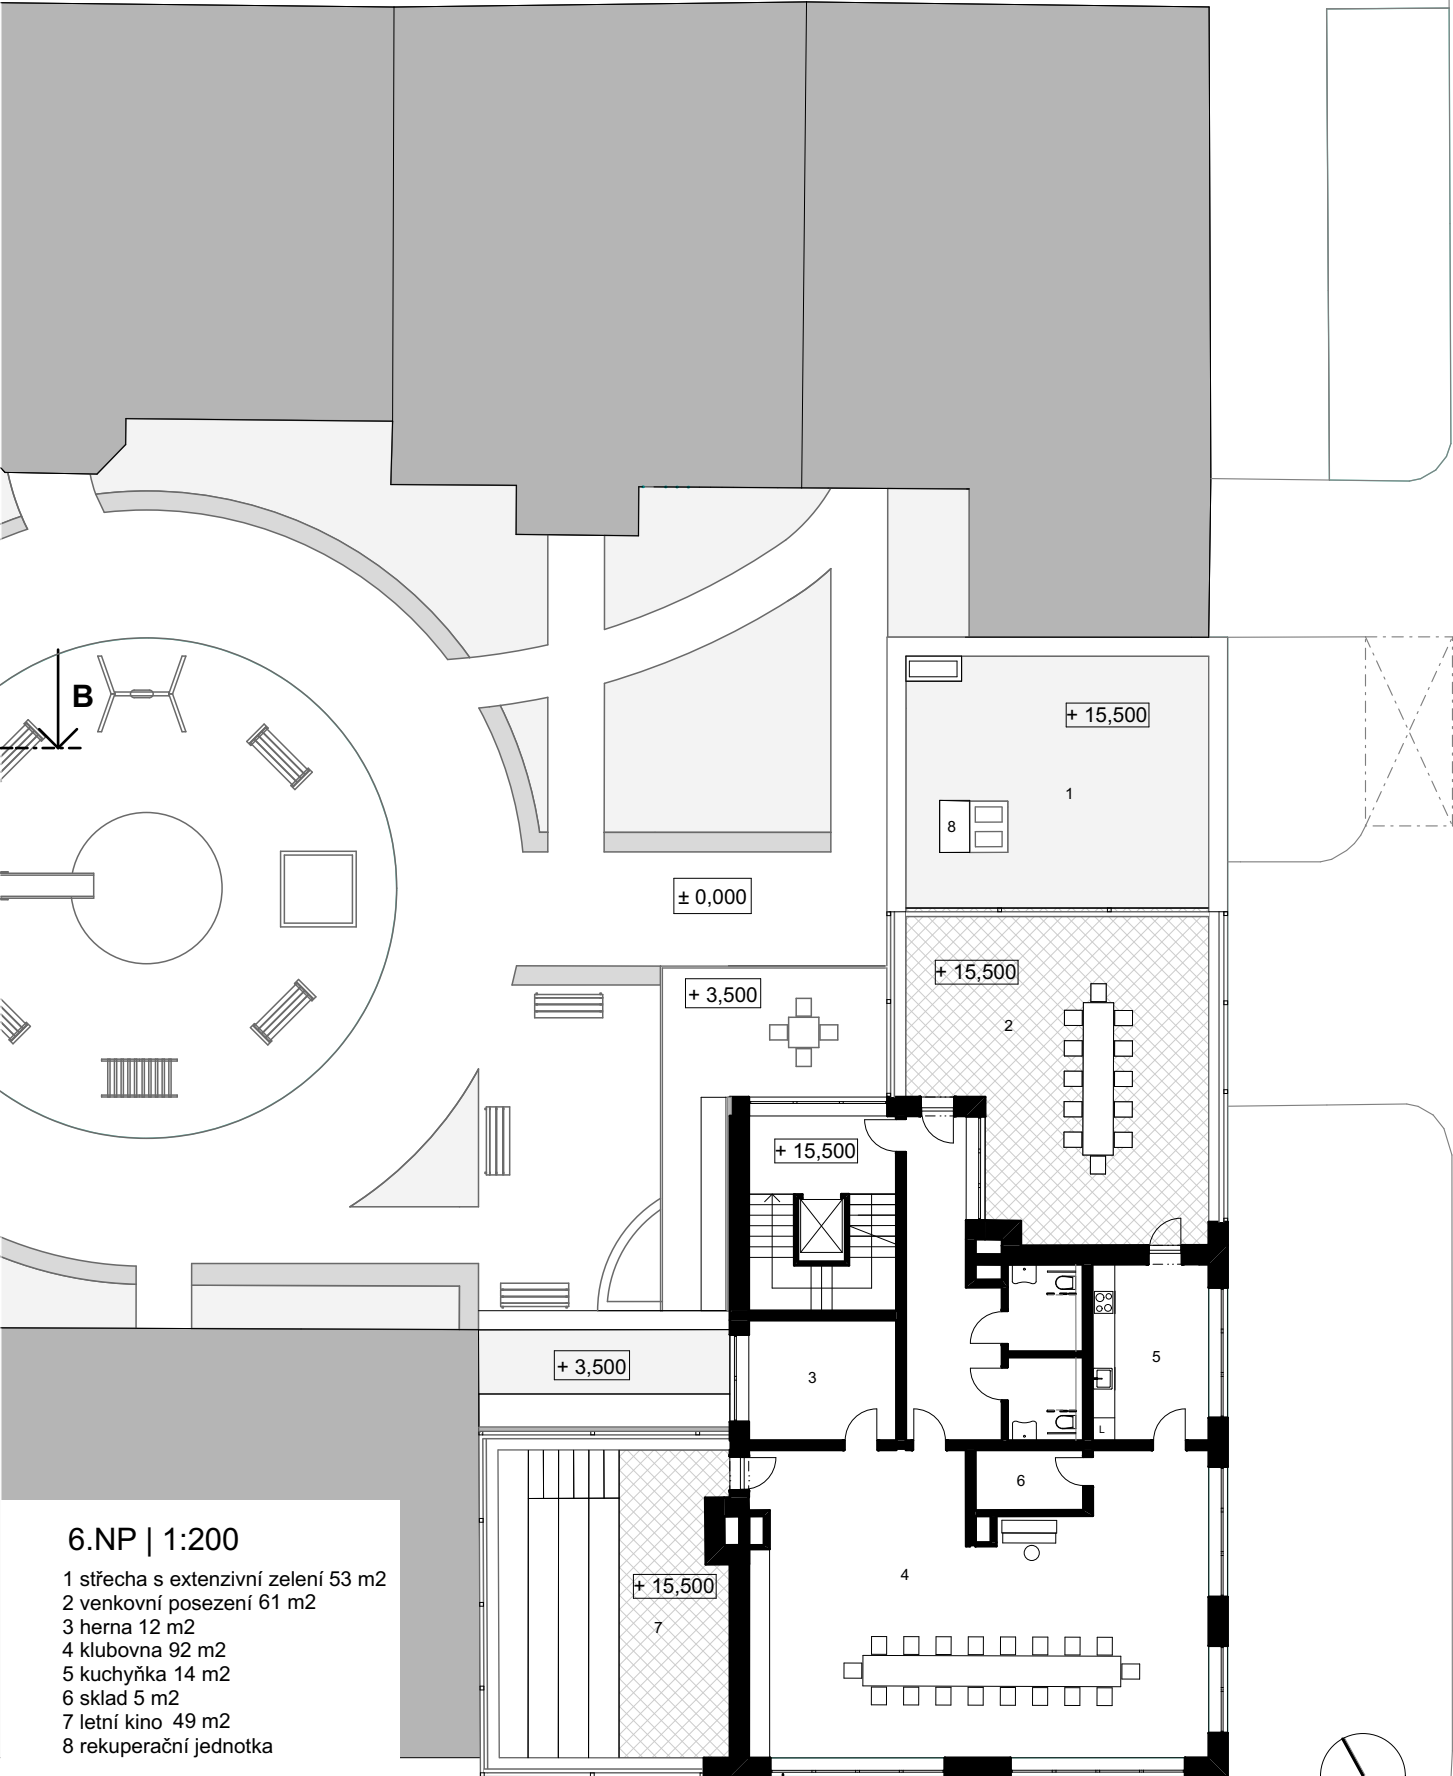 B
+ 15,500
1
8
± 0,000
+ 15,500
+ 3,500
2
+ 15,500
+ 3,500
3
5
L
6
4
+ 15,500
7
6.NP | 1:200
1 střecha s extenzivní zelení 53 m2
2 venkovní posezení 61 m2
3 herna 12 m2
4 klubovna 92 m2
5 kuchyňka 14 m2
6 sklad 5 m2
7 letní kino 49 m2
8 rekuperační jednotka